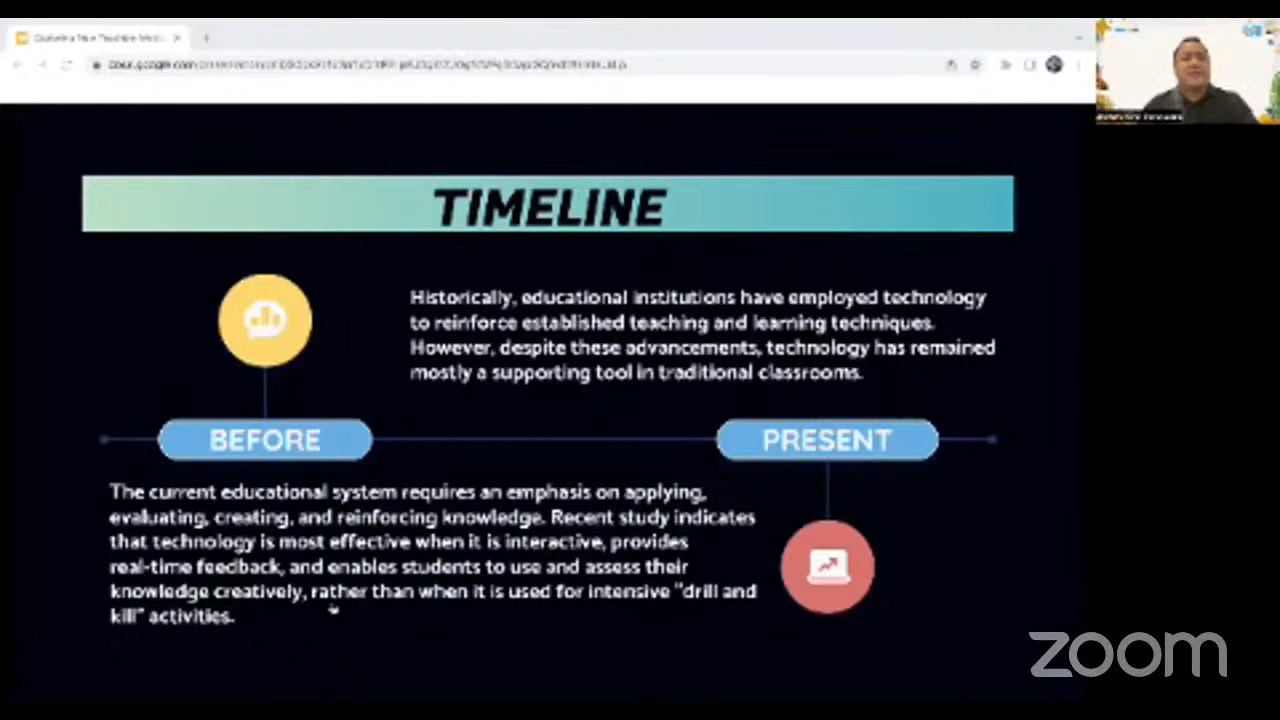 TIMELINE
Historically, educational institutions have employed technology
to reinforce established teaching and learning techniques.
However, despite these advancements, technology has remained
mostly a supporting tool in traditional classrooms.
BEFORE
PRESENT
The current educational system requires an emphasis on applying,
evaluating, creating, and reinforcing knowledge. Recent study indicates
that technology is most effective when it is interactive, provides
real-time feedback, and enables students to use and assess their
knowledge creatively, rather than when it is used for intensive "drill and
kill" activities.
zoom